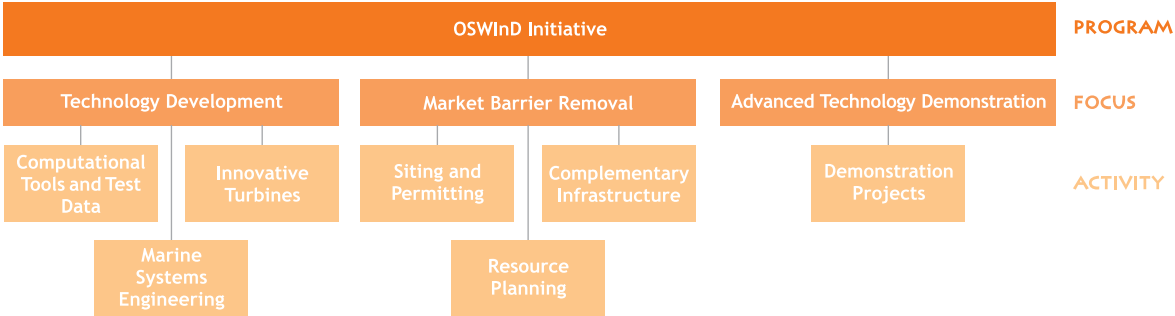 OSWInD Initiative
PROGRAM
Technology Development
Market Barrier Removal
Advanced Technology Demonstration
FOCUS
Computational
Tools and Test
Data
Innovative
Turbines
Siting and
Permitting
Complementary
Infrastructure
Demonstration
Projects
ACTIVITY
Marine
Systems
Engineering
Resource
Planning